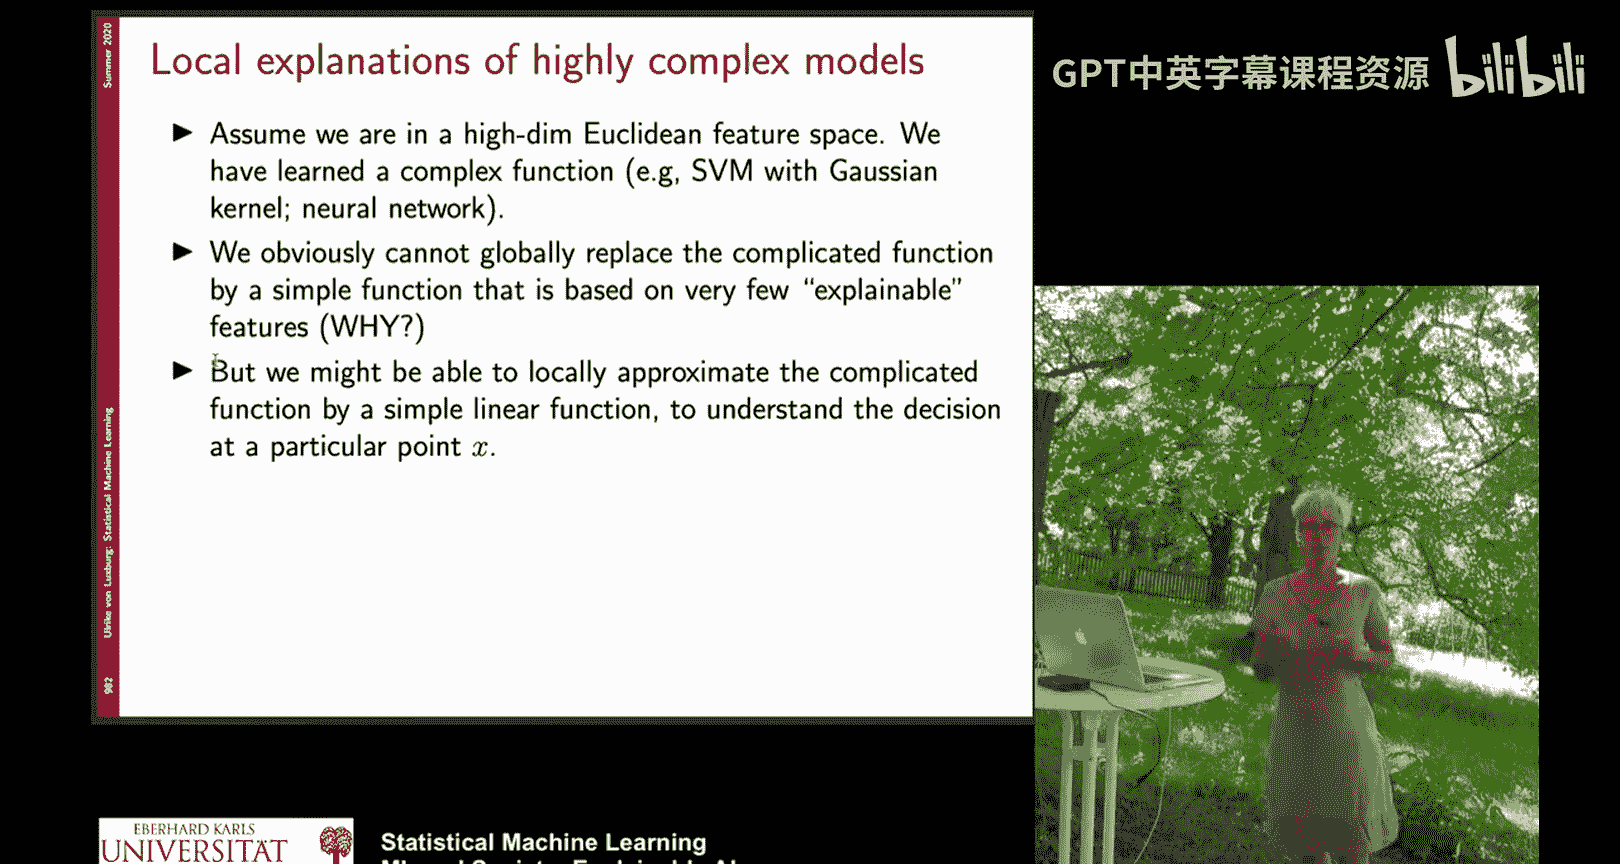 Local explanations of highly complex models
▶ Assume we are in a high-dim Euclidean feature space. We
have learned a complex function (e.g, SVM with Gaussian
kernel; neural network).
▶ We obviously cannot globally replace the complicated function
by a simple function that is based on very few “explainable”
features (WHY?)
▶ But we might be able to locally approximate the complicated
function by a simple linear function, to understand the decision
at a particular point x.
Summer 2020
Ulrike von Luxburg: Statistical Machine Learning
982
GPT中英字幕课程资源
bilibili
EBERHARD KARLS
UNIVERSITÄT
Statistical Machine Learning